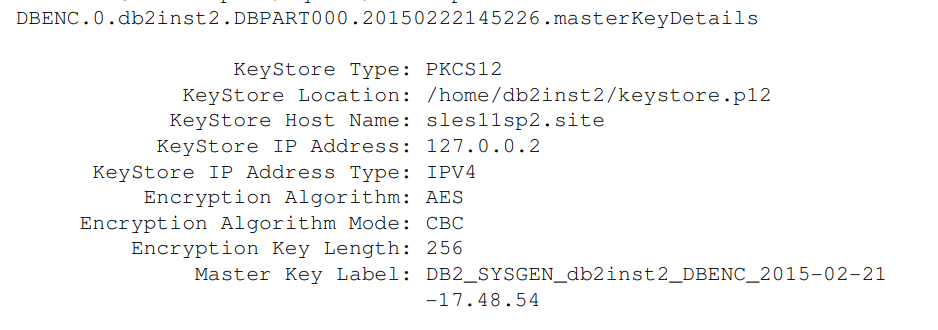 DBENC.0.db2inst2.DBPART000.20150222145226.masterKeyDetails
KeyStore Type: PKCS12
KeyStore Location: /home/db2inst2/keystore.p12
KeyStore Host Name: sles11sp2.site
KeyStore IP Address: 127.0.0.2
KeyStore IP Address Type: IPV4
Encryption Algorithm: AES
Encryption Algorithm Mode: CBC
Encryption Key Length: 256
Master Key Label: DB2_SYSGEN_db2inst2_DBENC_2015-02-21
-17.48.54